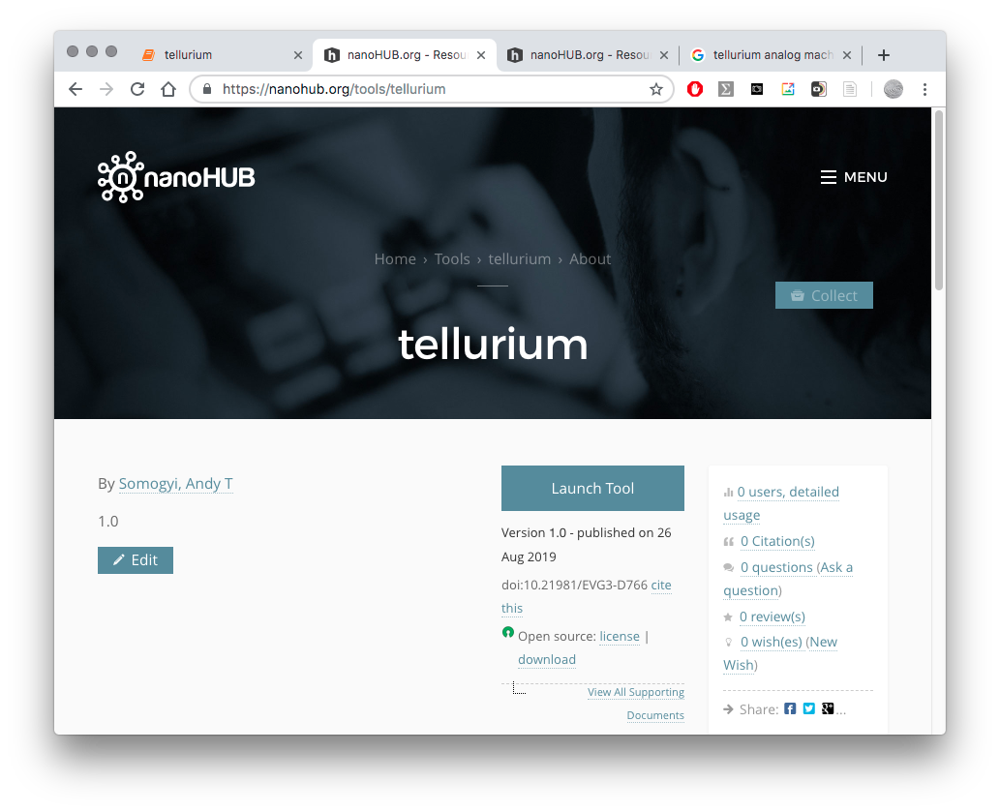 tellurium
nanoHUB.org - Resou
nanoHUB.org - Resou
tellurium analog mach
https://nanohub.org/tools/tellurium
n nanoHUB
MENU
Home › Tools › tellurium › About
Collect
tellurium
By Somogyi, Andy T
1.0
Edit
Launch Tool
Version 1.0 - published on 26
Aug 2019
doi:10.21981/EVG3-D766 cite
this
Open source: license |
download
View All Supporting
Documents
0 users, detailed
usage
0 Citation(s)
0 questions (Ask a
question)
0 review(s)
0 wish(es) (New
Wish)
Share: ...